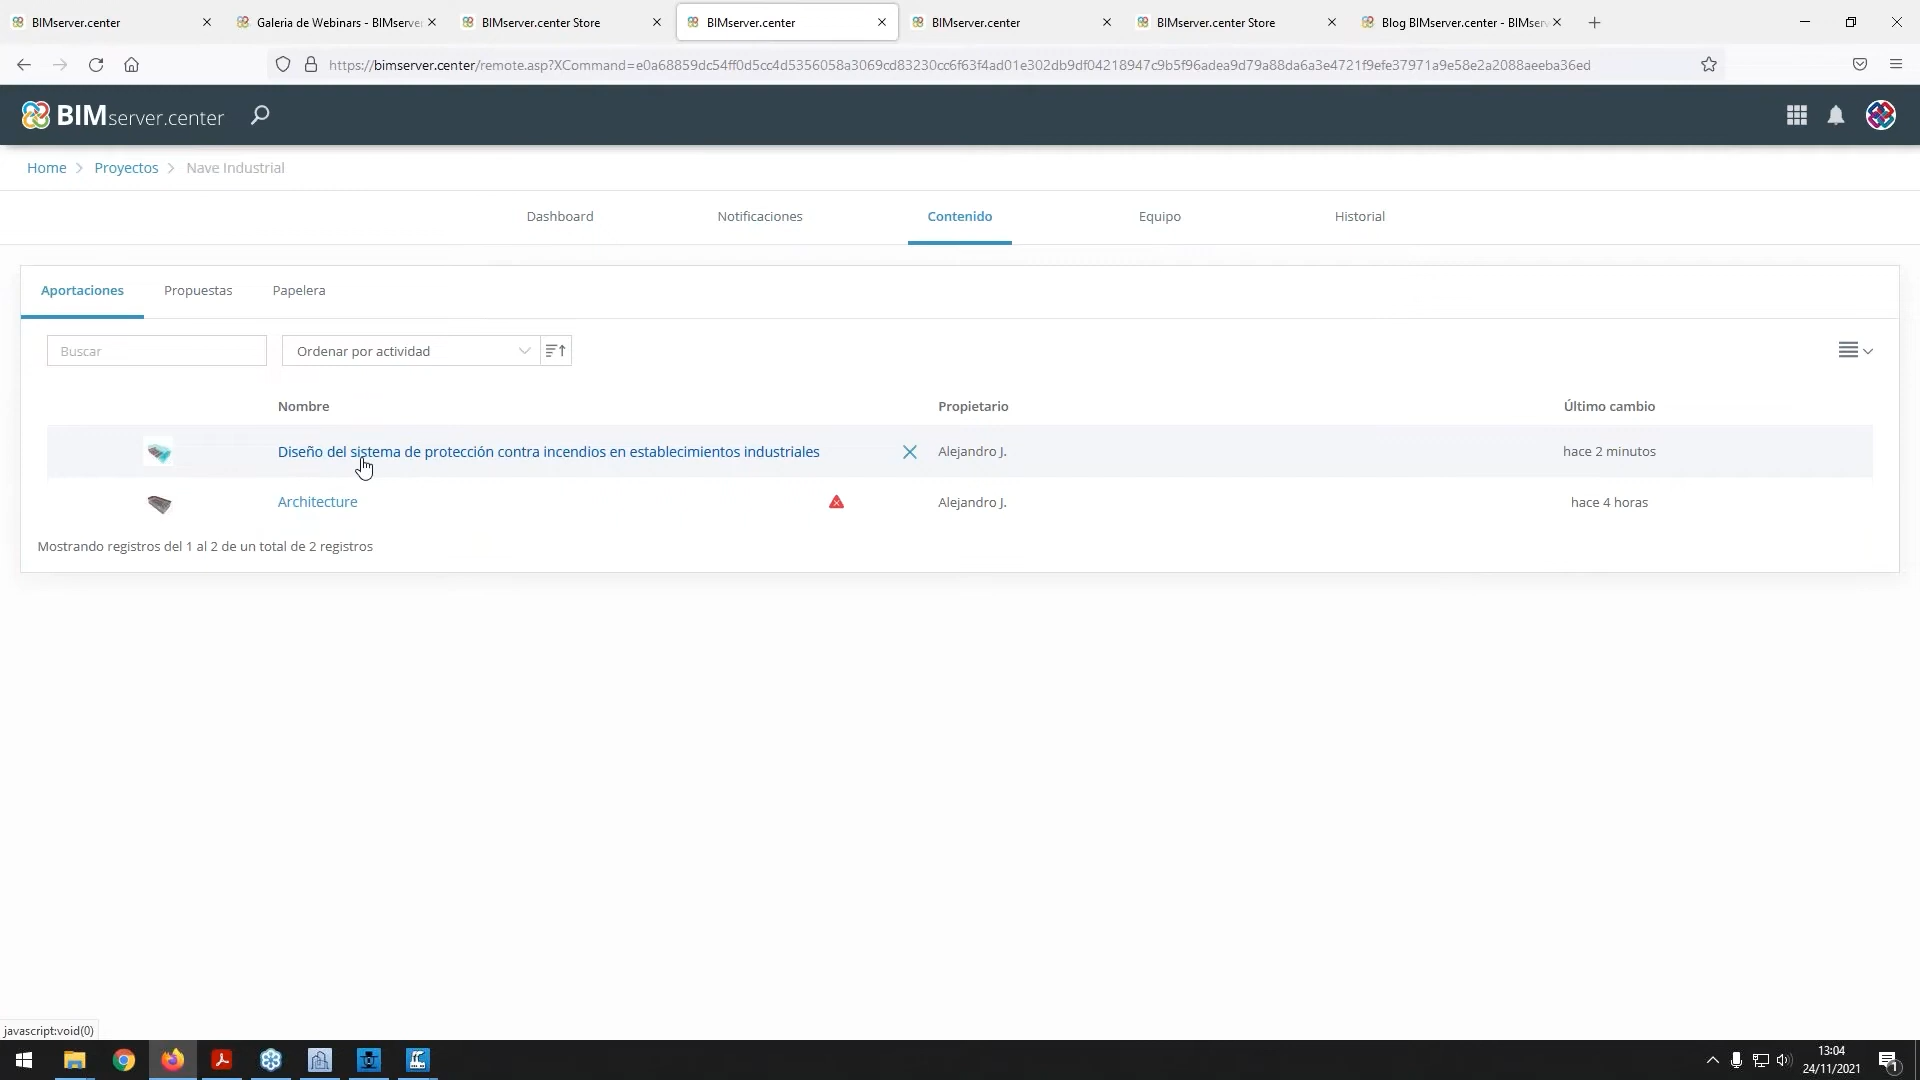 BIMserver.center
Galeria de Webinars - BIMserve
BIMserver.center Store
BIMserver.center
BIMserver.center
BIMserver.center Store
Blog BIMserver.center - BIMserv
https://bimserver.center/remote.asp?XCommand=e0a68859dc54ff0d5cc4d5356058a3069cd83230cc6f63f4ad01e302db9df04218947c9b5f96adea9d79a88da6a3e4721f9efe37971a9e58e2a2088aeeba36ed
BIMserver.center
Home > Proyectos > Nave Industrial
Dashboard Notificaciones Contenido Equipo Historial
Aportaciones Propuestas Papelera
Buscar Ordenar por actividad
Nombre Propietario Último cambio
Diseño del sistema de protección contra incendios en establecimientos industriales Alejandro J. hace 2 minutos
Architecture Alejandro J. hace 4 horas
Mostrando registros del 1 al 2 de un total de 2 registros
javascript:void(0)
13:04
24/11/2021
1